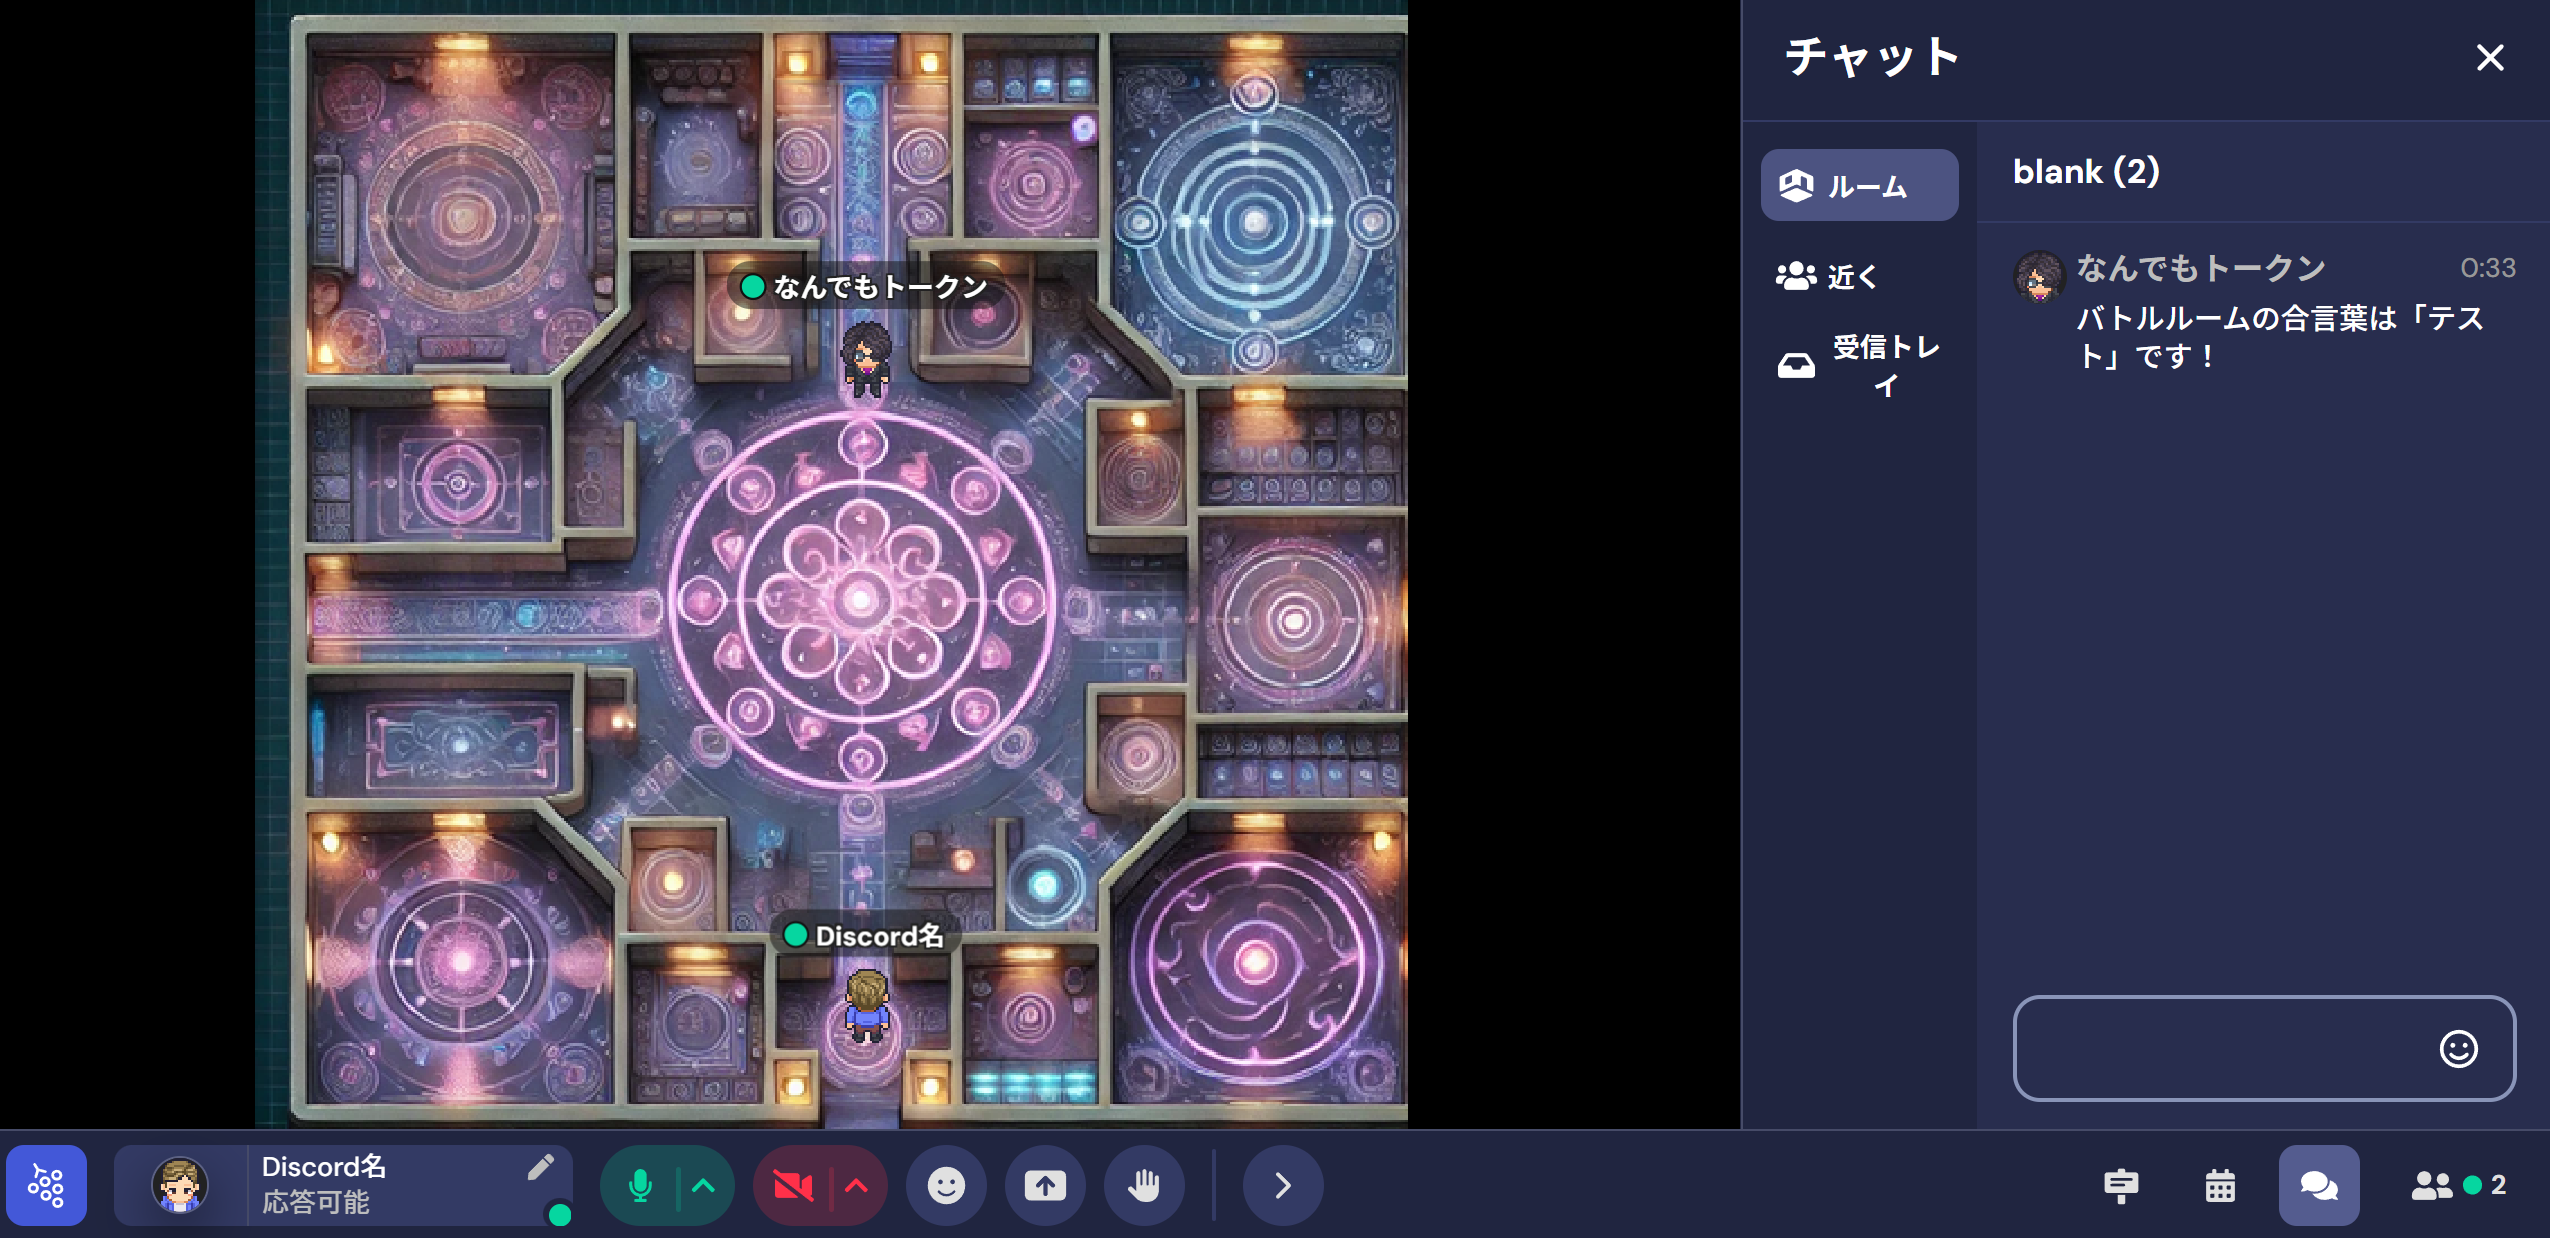 チャット
ルーム
近く
受信トレ
イ
blank (2)
なんでもトークン 0:33
バトルルームの合言葉は「テス
ト」です！
なんでもトークン
Discord名
Discord名
応答可能
2